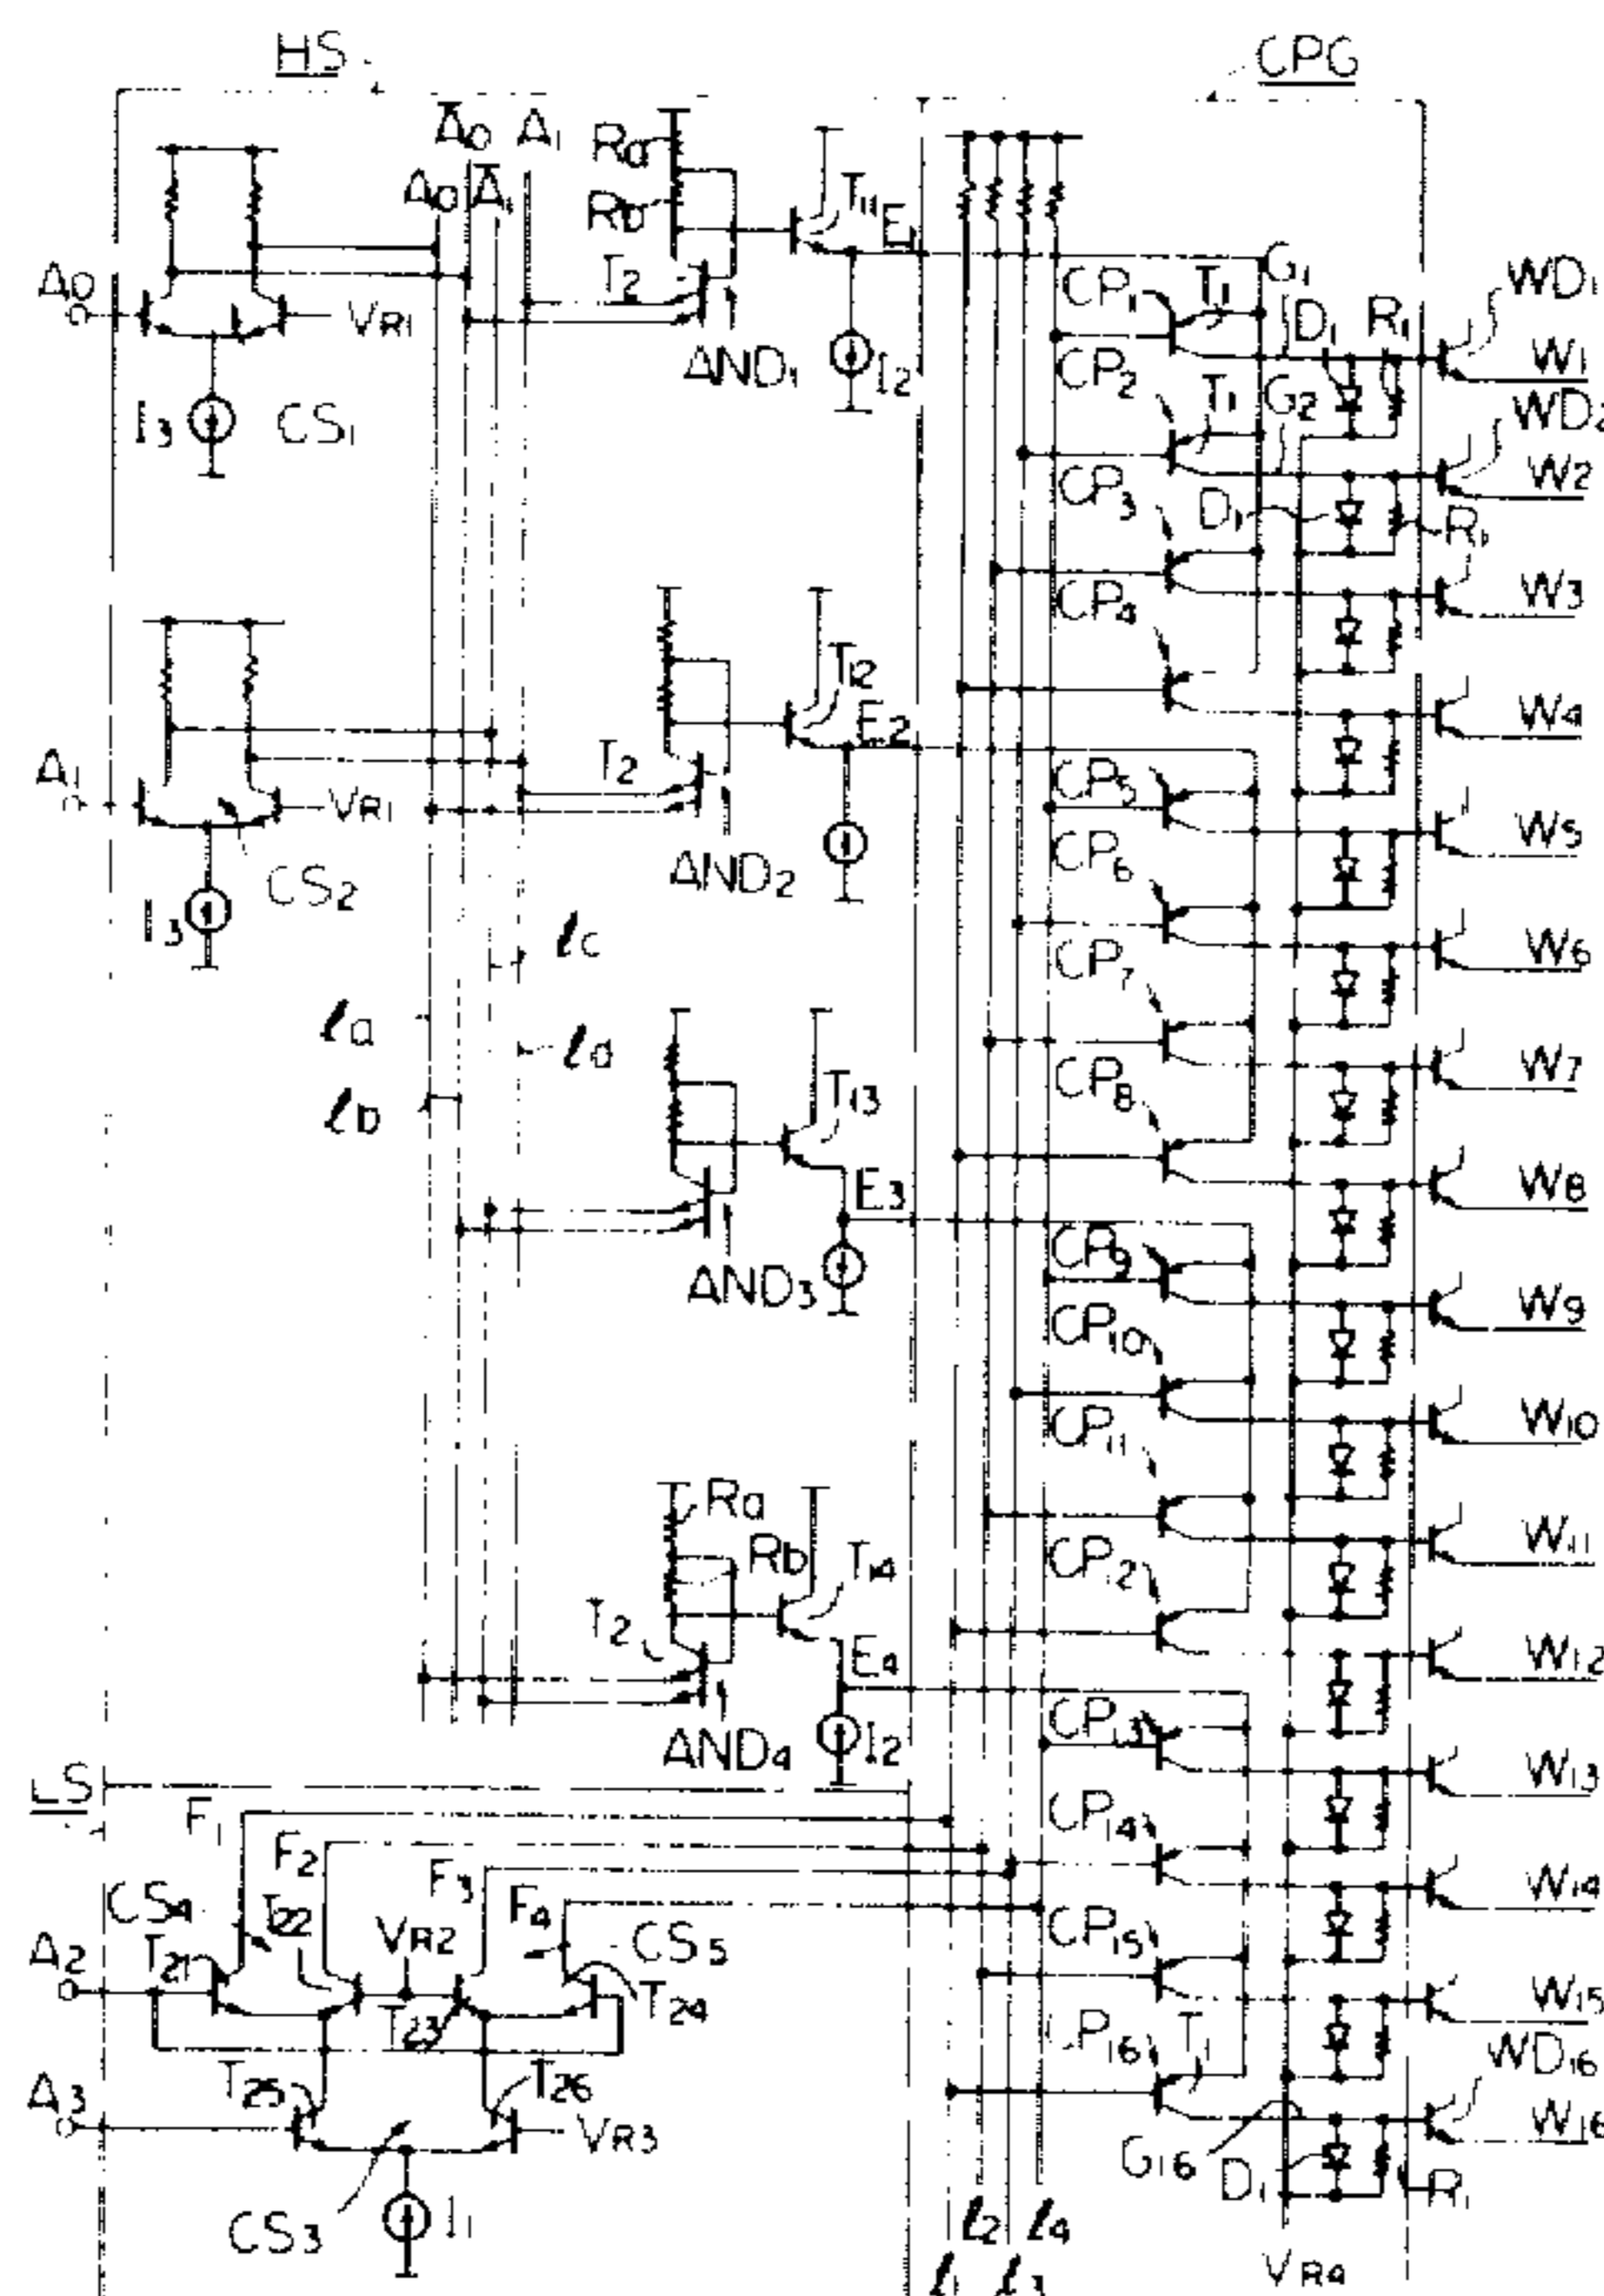 HS
CPG
Ā0 A1
A0 Ā1
Ra
Rb
T11 E1
T2
A0
VR1
AND1
I2
I3
CS1
CP1 T1 G1
D1 R1
WD1
W1
CP2
T1 G2
WD2
W2
CP3
D1
R1
W3
CP4
T12
E2
W4
T2
A1
VR1
CP5
W5
AND2
CS2
I3
CP6
W6
lc
CP7
la
ld
W7
T13
CP8
lb
E3
W8
AND3
CP9
W9
CP10
W10
CP11
Ra
Rb
T14
W11
CP12
T2
E4
W12
AND4
I2
CP13
LS
F1
W13
F2
CP14
F3
CS4
T22
F4
W14
A2
T21
VR2
CS5
CP15
T23
T24
W15
CP16 T1
WD16
A3
T25
T26
VR3
W16
G16
D1
R1
CS3
I1
l2 l4
l1 l3
VR4